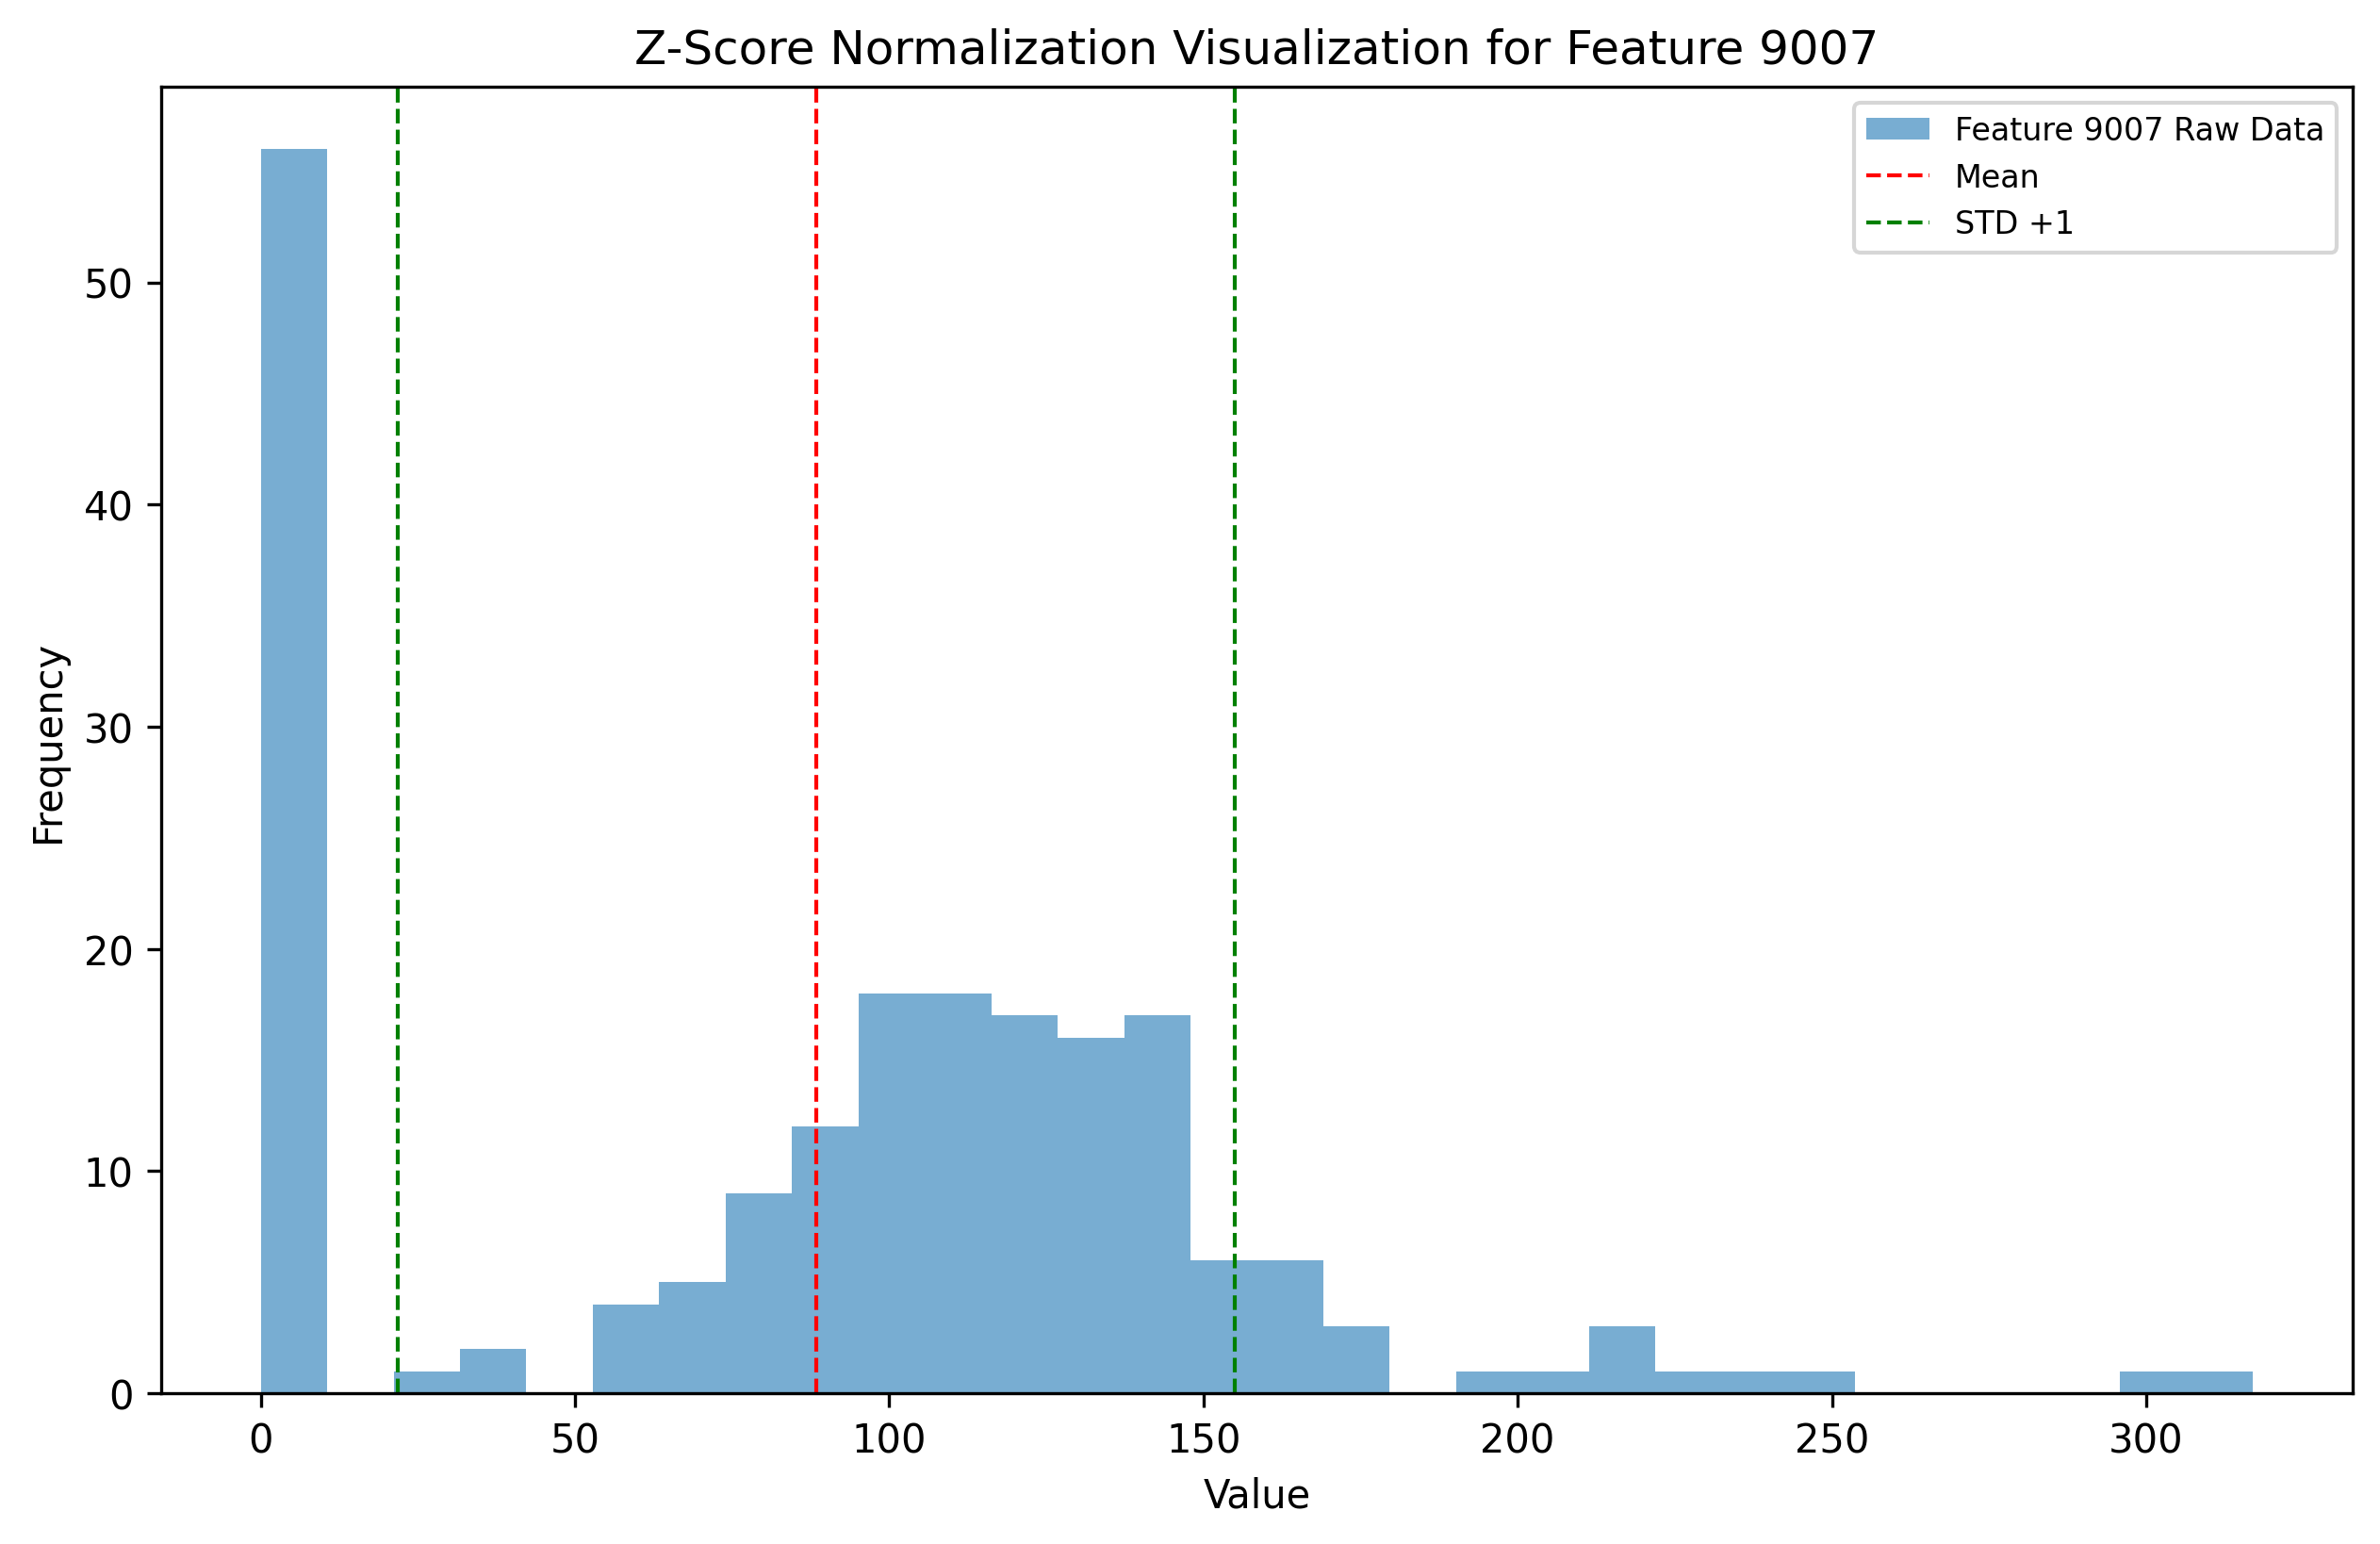 Z-Score Normalization Visualization for Feature 9007
Feature 9007 Raw Data
Mean
STD +1
50
40
30
20
10
0
Frequency
0 50 100 150 200 250 300
Value